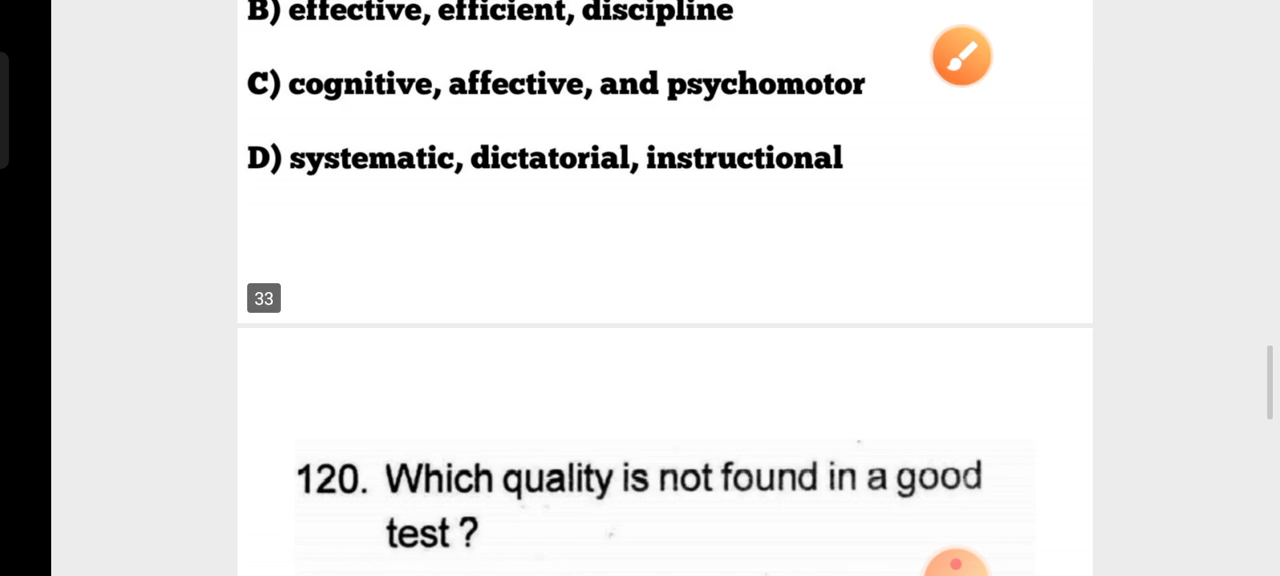 B) effective, efficient, discipline
C) cognitive, affective, and psychomotor
D) systematic, dictatorial, instructional
33
120. Which quality is not found in a good
test ?